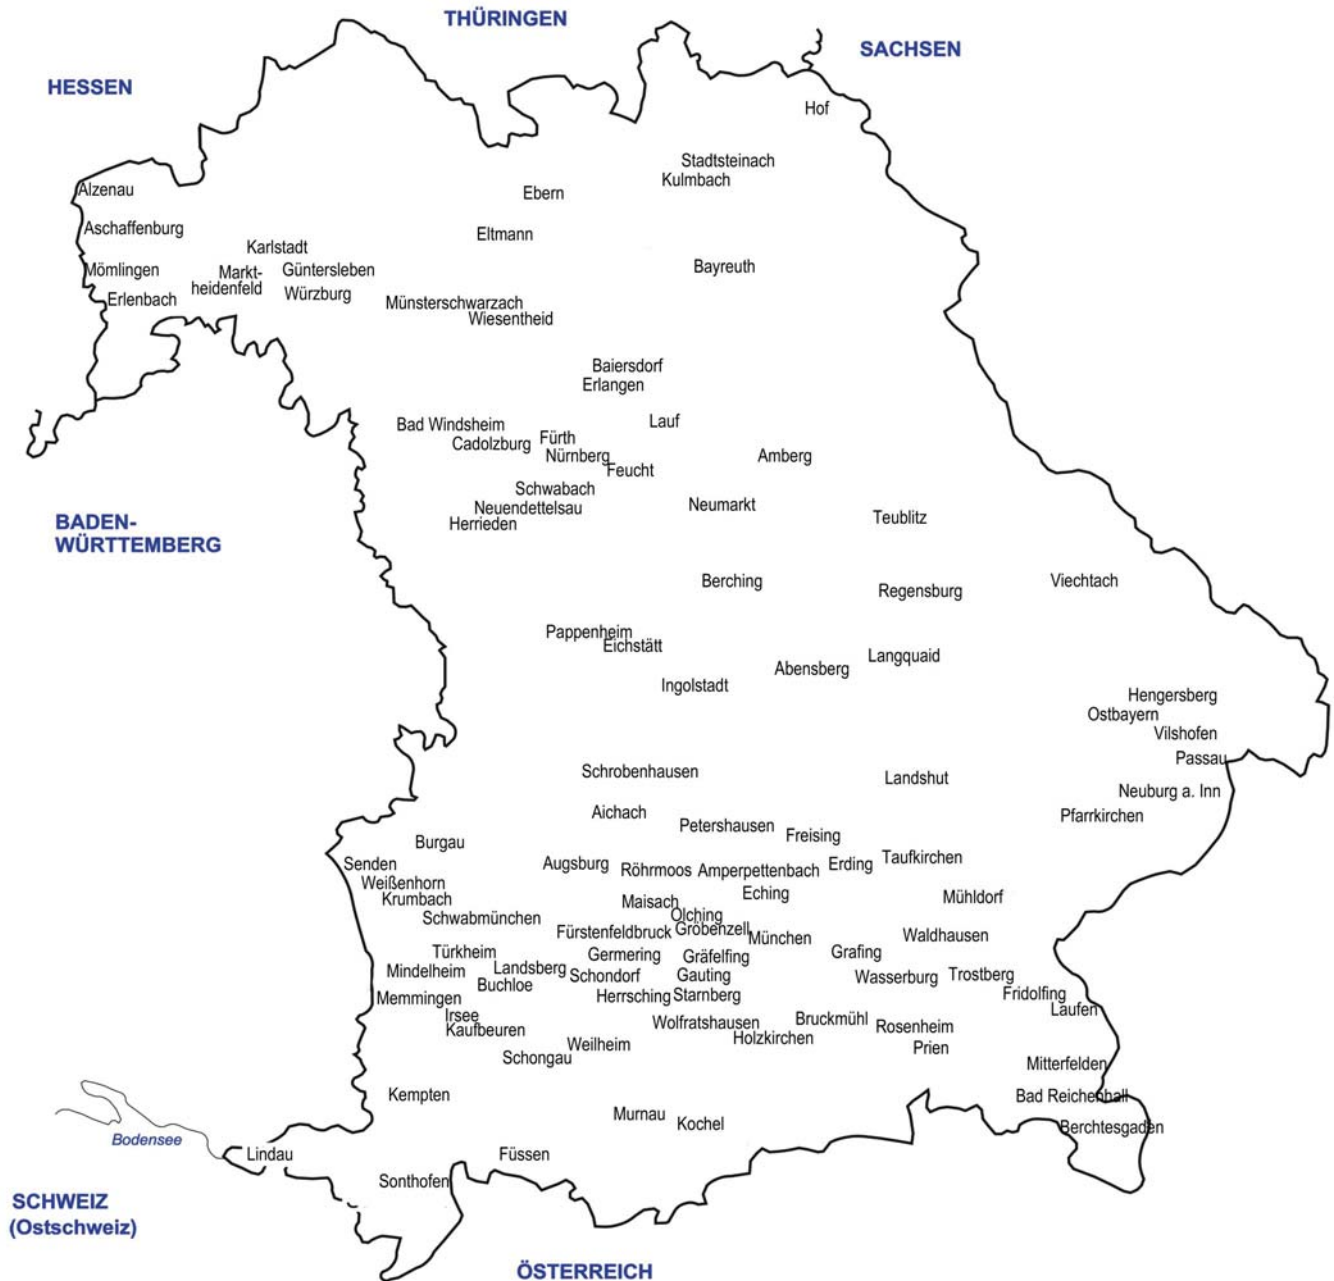 THÜRINGEN
SACHSEN
HESSEN
Hof
Stadtsteinach
Kulmbach
Alzenau
Ebern
Aschaffenburg
Eltmann
Karlstadt
Bayreuth
Mömlingen
Markt-
heidenfeld
Güntersleben
Erlenbach
Würzburg
Münsterschwarzach
Wiesentheid
Baiersdorf
Erlangen
Lauf
Bad Windsheim
Cadolzburg
Fürth
Nürnberg
Feucht
Amberg
Schwabach
Neuendettelsau
Herrieden
Neumarkt
Teublitz
BADEN-
WÜRTTEMBERG
Berching
Regensburg
Viechtach
Pappenheim
Eichstätt
Langquaid
Abensberg
Ingolstadt
Hengersberg
Ostbayern
Vilshofen
Passau
Schrobenhausen
Landshut
Neuburg a. Inn
Aichach
Pfarrkirchen
Petershausen
Freising
Burgau
Senden
Augsburg
Röhrmoos
Amperpettenbach
Erding
Taufkirchen
Weißenhorn
Krumbach
Eching
Mühldorf
Maisach
Olching
Schwabmünchen
Fürstenfeldbruck
Gröbenzell
München
Waldhausen
Türkheim
Germering
Gräfelfing
Grafing
Mindelheim
Landsberg
Schondorf
Gauting
Wasserburg
Trostberg
Buchloe
Memmingen
Herrsching
Starnberg
Fridolfing
Laufen
Irsee
Kaufbeuren
Wolfratshausen
Bruckmühl
Rosenheim
Holzkirchen
Weilheim
Prien
Schongau
Mitterfelden
Kempten
Bad Reichenhall
Murnau
Kochel
Berchtesgaden
Bodensee
Lindau
Füssen
Sonthofen
SCHWEIZ
(Ostschweiz)
ÖSTERREICH